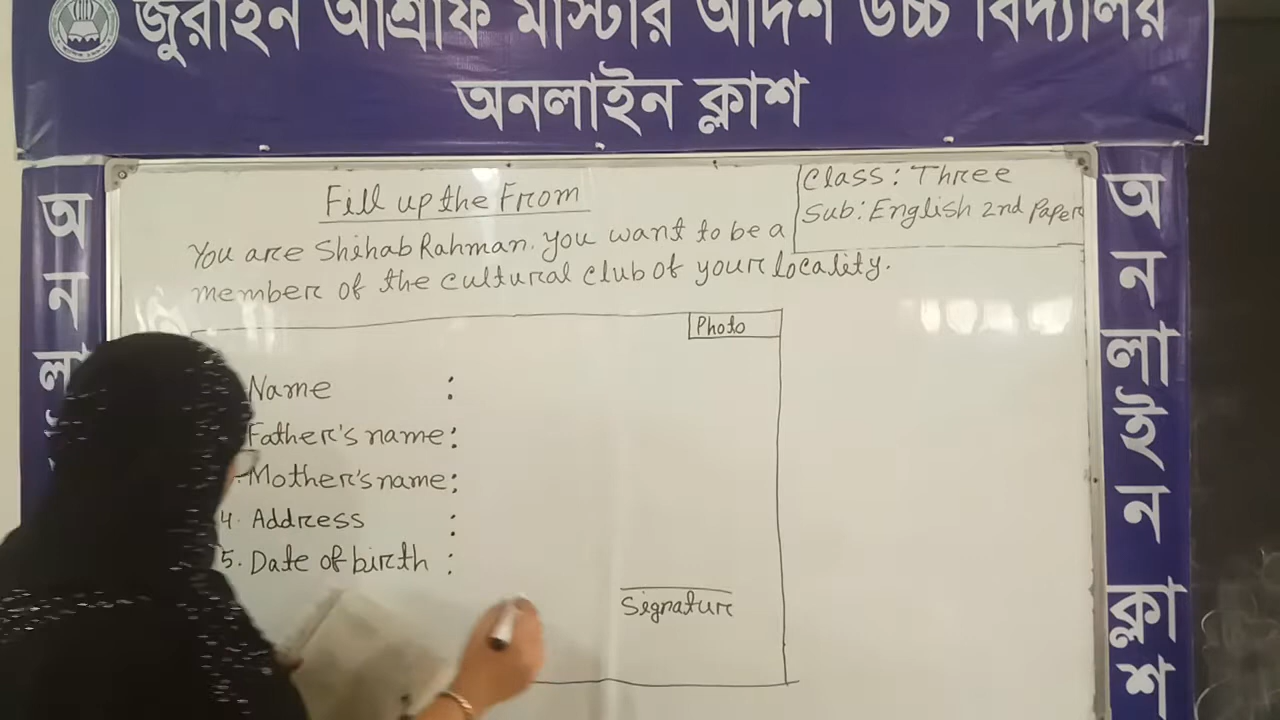 জুরাইন আশ্রাফ মাস্টার আদর্শ উচ্চ বিদ্যালয়
অনলাইন ক্লাশ
Class: Three
Sub: English 2nd Paper
Fill up the From
You are Shihab Rahman. You want to be a
member of the cultural club of your locality.
Photo
Name :
Father's name:
Mother's name:
4. Address :
5. Date of birth :
Signature
অনলা
অনলাইন ক্লাশ